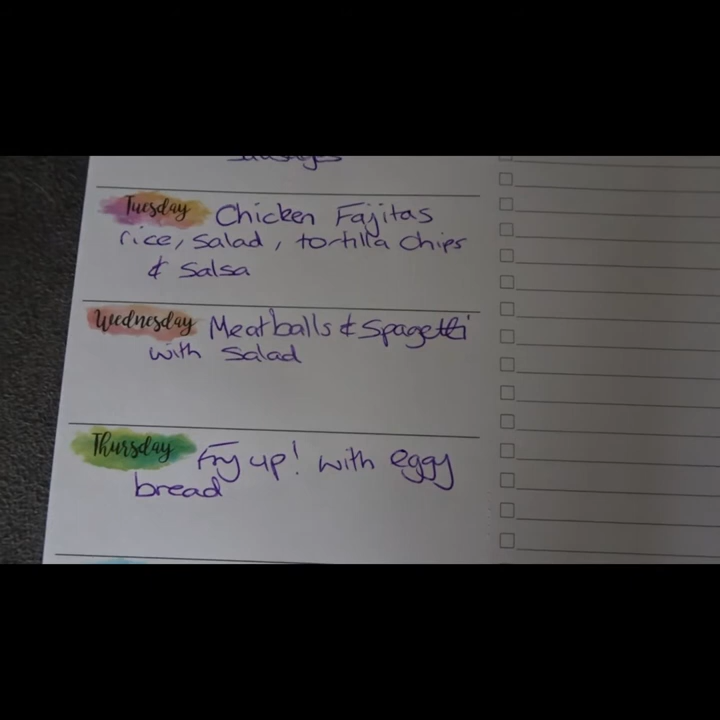 Tuesday Chicken Fajitas
rice, salad, tortilla chips
& salsa
Wednesday Meatballs & Spagetti
with salad
Thursday Fry up! with eggy
bread